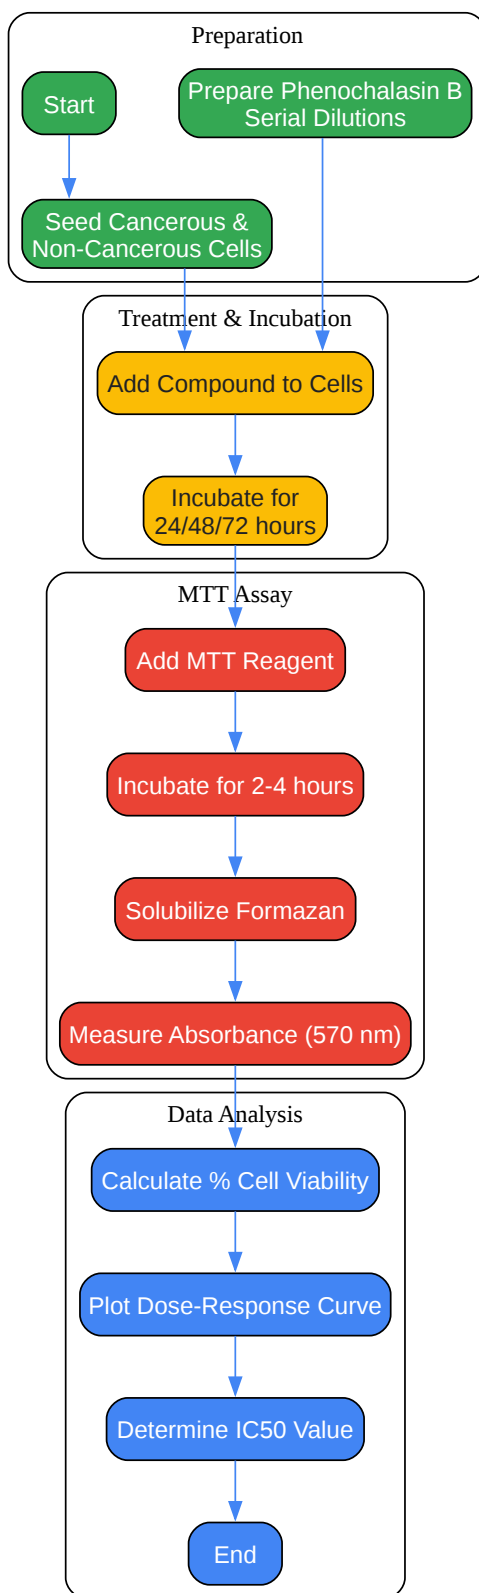 Preparation
Start
Prepare Phenochalasin B
Serial Dilutions
Seed Cancerous &
Non-Cancerous Cells
Treatment & Incubation
Add Compound to Cells
Incubate for
24/48/72 hours
MTT Assay
Add MTT Reagent
Incubate for 2-4 hours
Solubilize Formazan
Measure Absorbance (570 nm)
Data Analysis
Calculate % Cell Viability
Plot Dose-Response Curve
Determine IC50 Value
End